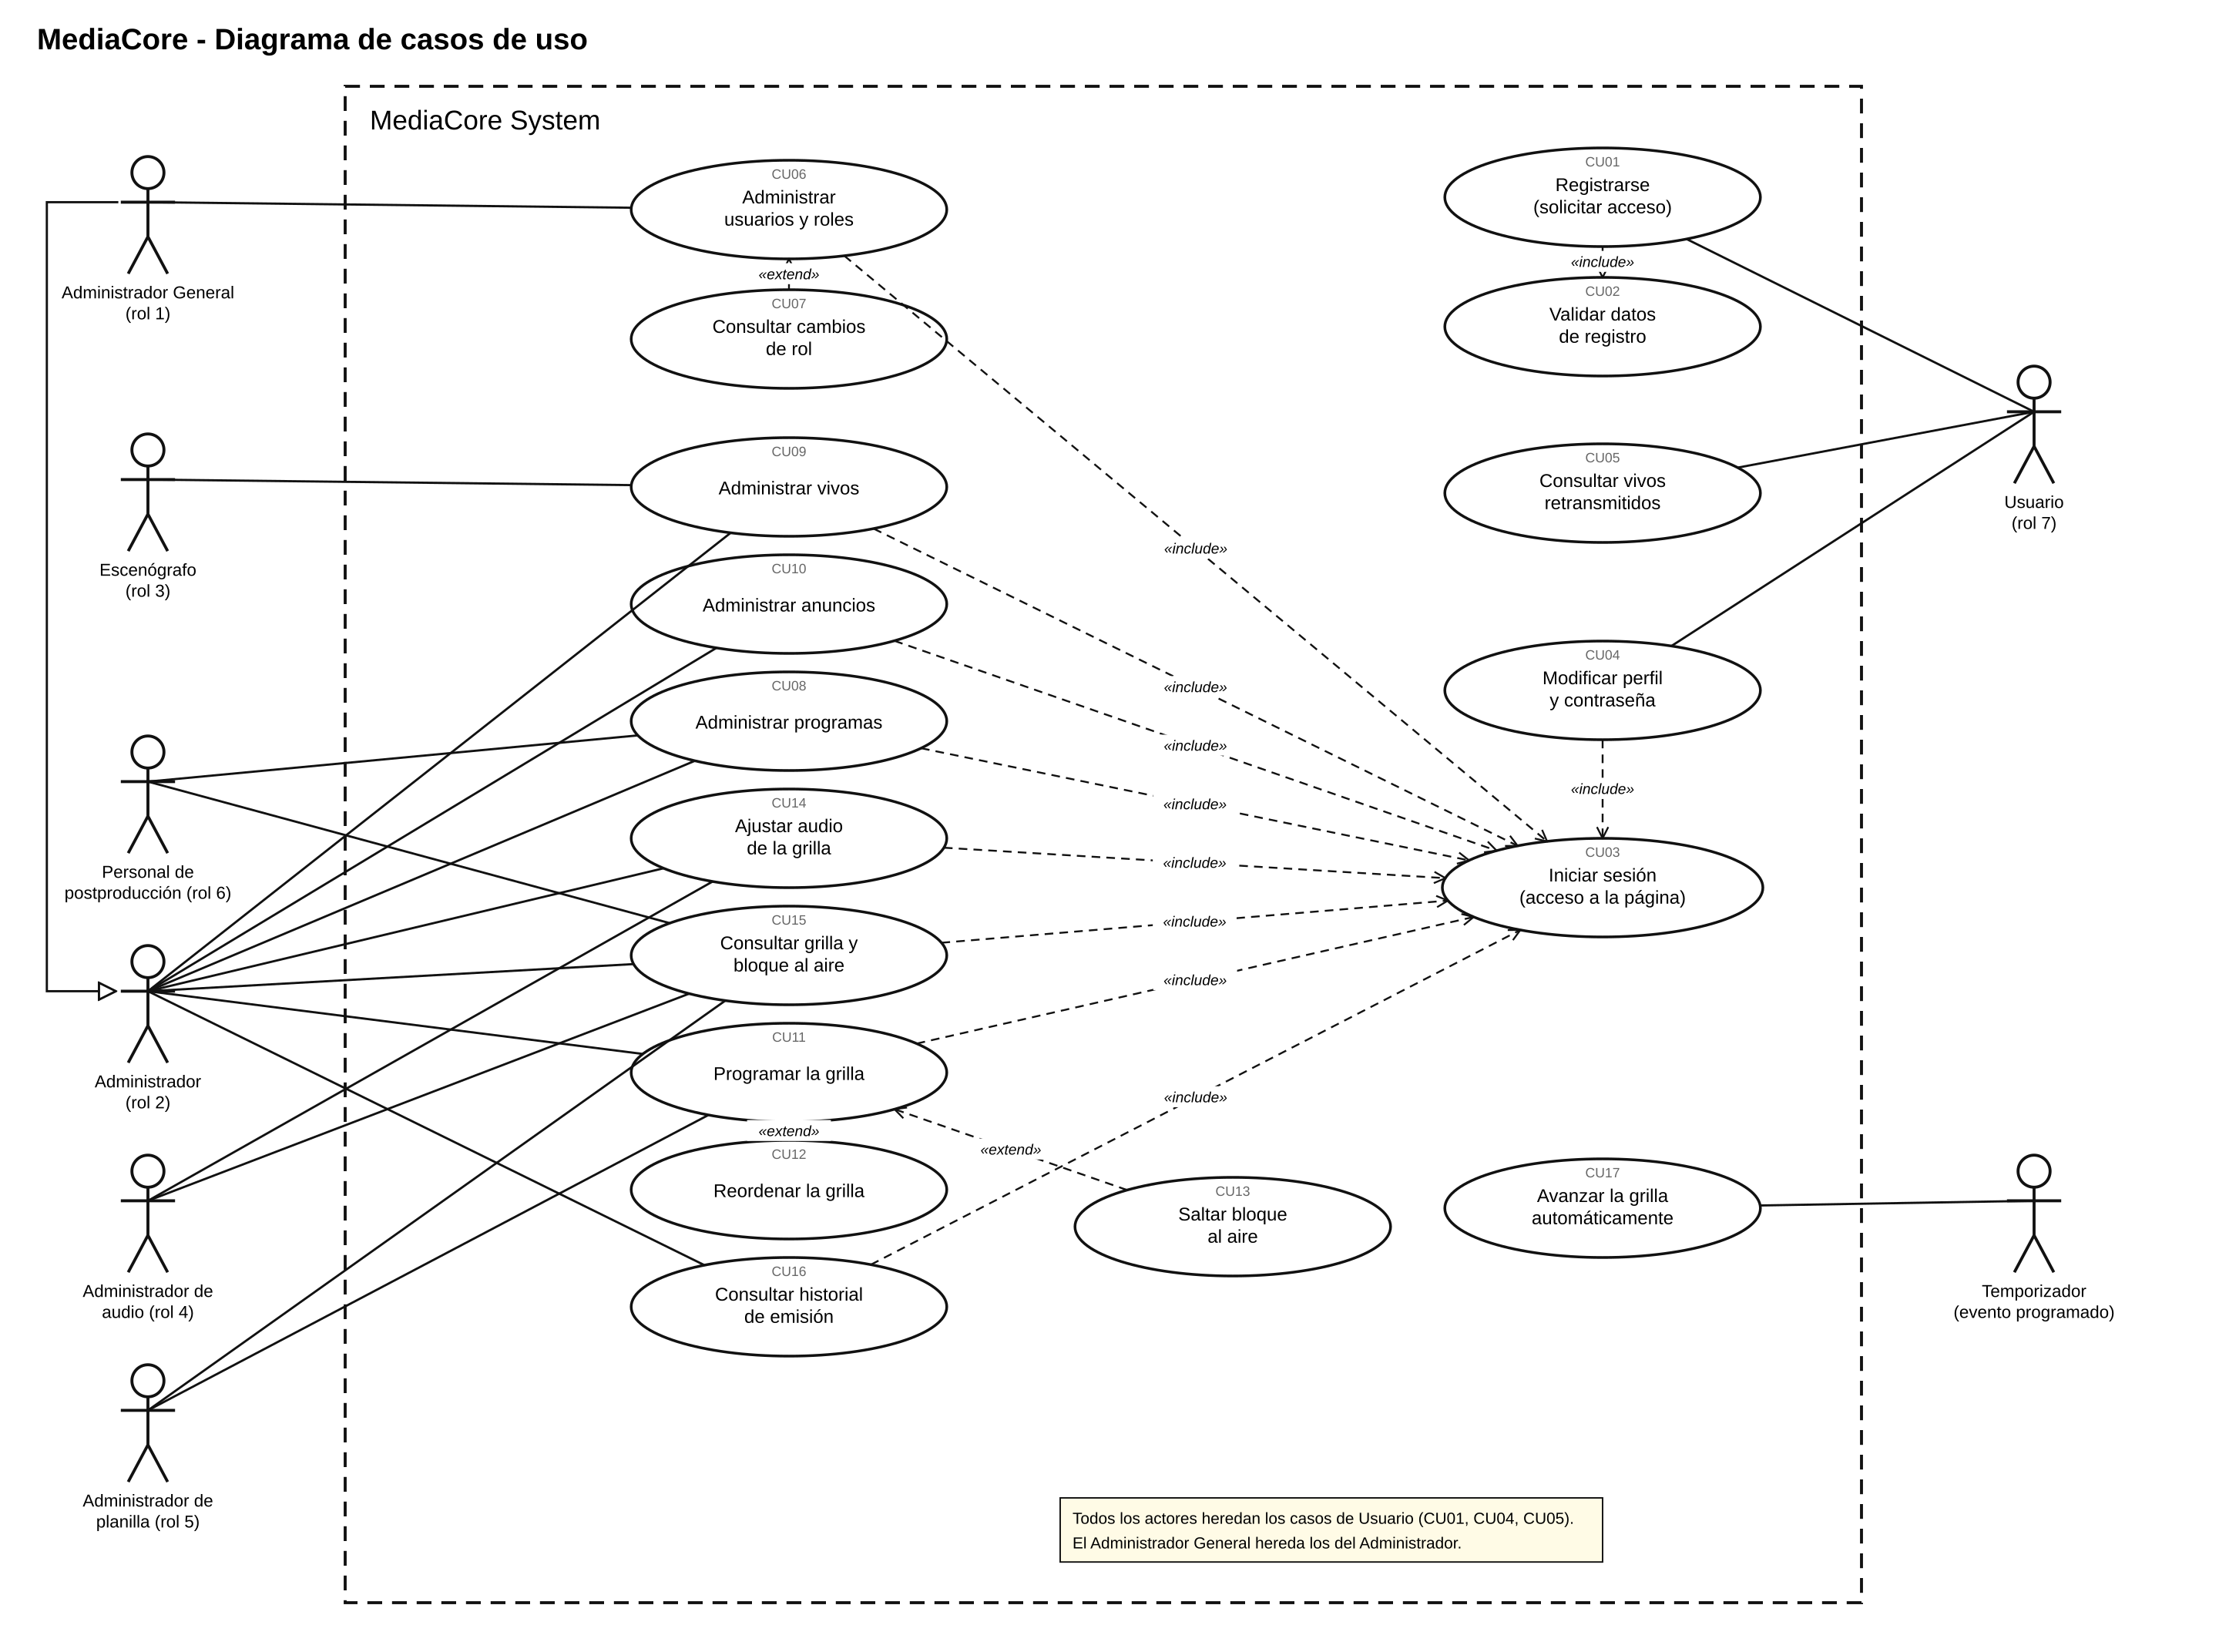 MediaCore - Diagrama de casos de uso
MediaCore System
Administrador General
(rol 1)
Escenógrafo
(rol 3)
Personal de
postproducción (rol 6)
Administrador
(rol 2)
Administrador de
audio (rol 4)
Administrador de
planilla (rol 5)
CU06
Administrar
usuarios y roles
«extend»
CU07
Consultar cambios
de rol
CU09
Administrar vivos
CU10
Administrar anuncios
CU08
Administrar programas
CU14
Ajustar audio
de la grilla
CU15
Consultar grilla y
bloque al aire
CU11
Programar la grilla
«extend»
CU12
Reordenar la grilla
CU16
Consultar historial
de emisión
«include»
«include»
«include»
«include»
«include»
«include»
«include»
«include»
«extend»
CU13
Saltar bloque
al aire
CU01
Registrarse
(solicitar acceso)
«include»
CU02
Validar datos
de registro
CU05
Consultar vivos
retransmitidos
CU04
Modificar perfil
y contraseña
«include»
CU03
Iniciar sesión
(acceso a la página)
CU17
Avanzar la grilla
automáticamente
Usuario
(rol 7)
Temporizador
(evento programado)
Todos los actores heredan los casos de Usuario (CU01, CU04, CU05).
El Administrador General hereda los del Administrador.